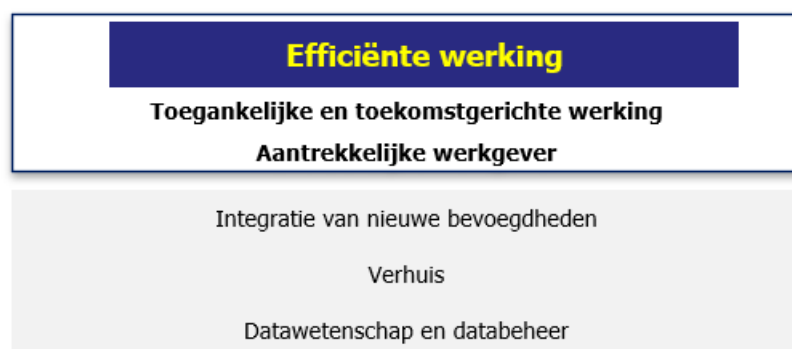 Efficiënte werking
Toegankelijke en toekomstgerichte werking
Aantrekkelijke werkgever
Integratie van nieuwe bevoegdheden
Verhuis
Datawetenschap en databeheer